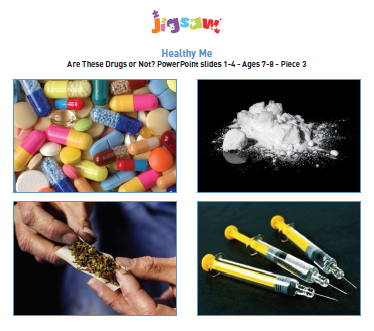 jigsaw
Healthy Me
Are These Drugs or Not? PowerPoint slides 1-4 - Ages 7-8 - Piece 3